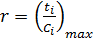 r = (tᵢ/cᵢ)ₘₐₓ